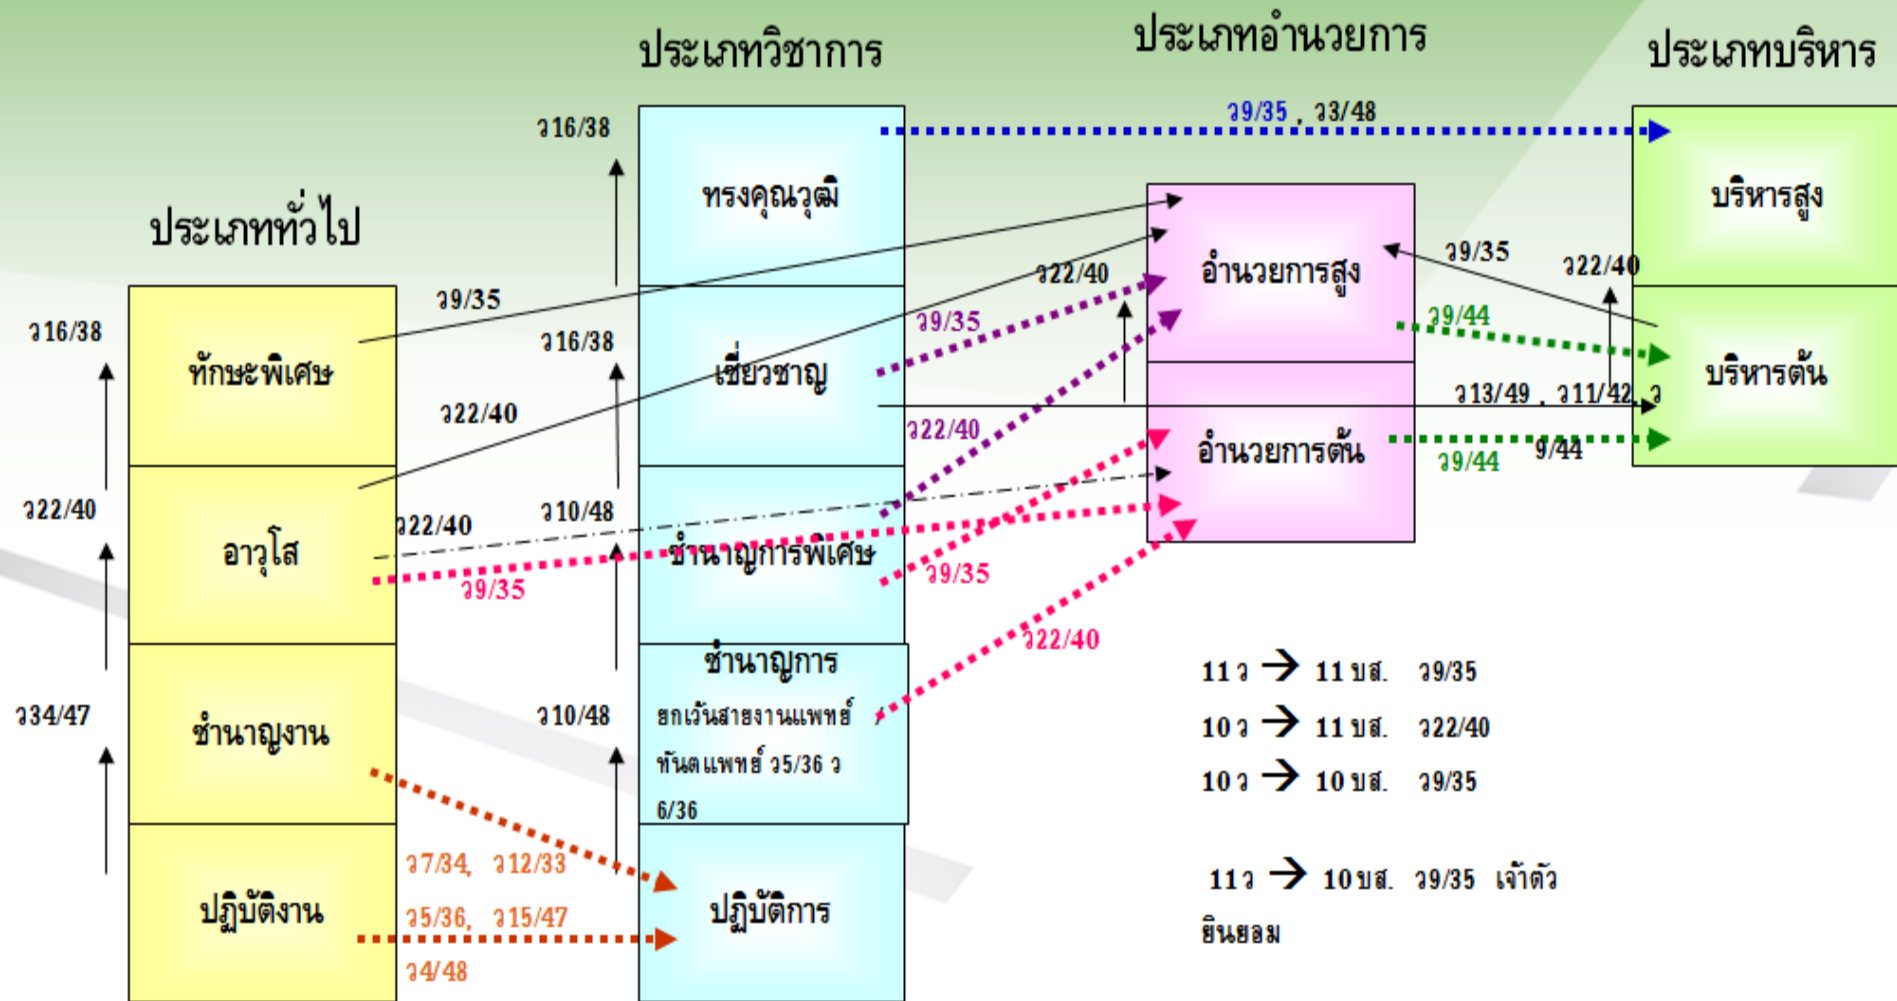 ประเภททั่วไป
ประเภทวิชาการ
ประเภทอำนวยการ
ประเภทบริหาร
ว16/38
ว22/40
ว34/47
ทักษะพิเศษ
อาวุโส
ชำนาญงาน
ปฏิบัติงาน
ว9/35
ว22/40
ว22/40
ว9/35
ว7/34, ว12/33
ว5/36, ว15/47
ว4/48
ว16/38
ว16/38
ว10/48
ว10/48
ทรงคุณวุฒิ
เชี่ยวชาญ
ชำนาญการพิเศษ
ชำนาญการ
ยกเว้นสายงานแพทย์ /
ทันตแพทย์ ว5/36 ว
6/36
ปฏิบัติการ
ว9/35 , ว3/48
ว22/40
ว9/35
ว22/40
ว9/35
ว22/40
อำนวยการสูง
อำนวยการต้น
ว9/35
ว22/40
ว9/44
ว13/49 , ว11/42, ว
9/44
ว9/44
บริหารสูง
บริหารต้น
11 ว → 11 บส. ว9/35
10 ว → 11 บส. ว22/40
10 ว → 10 บส. ว9/35
11ว → 10 บส. ว9/35 เจ้าตัว
ยินยอม